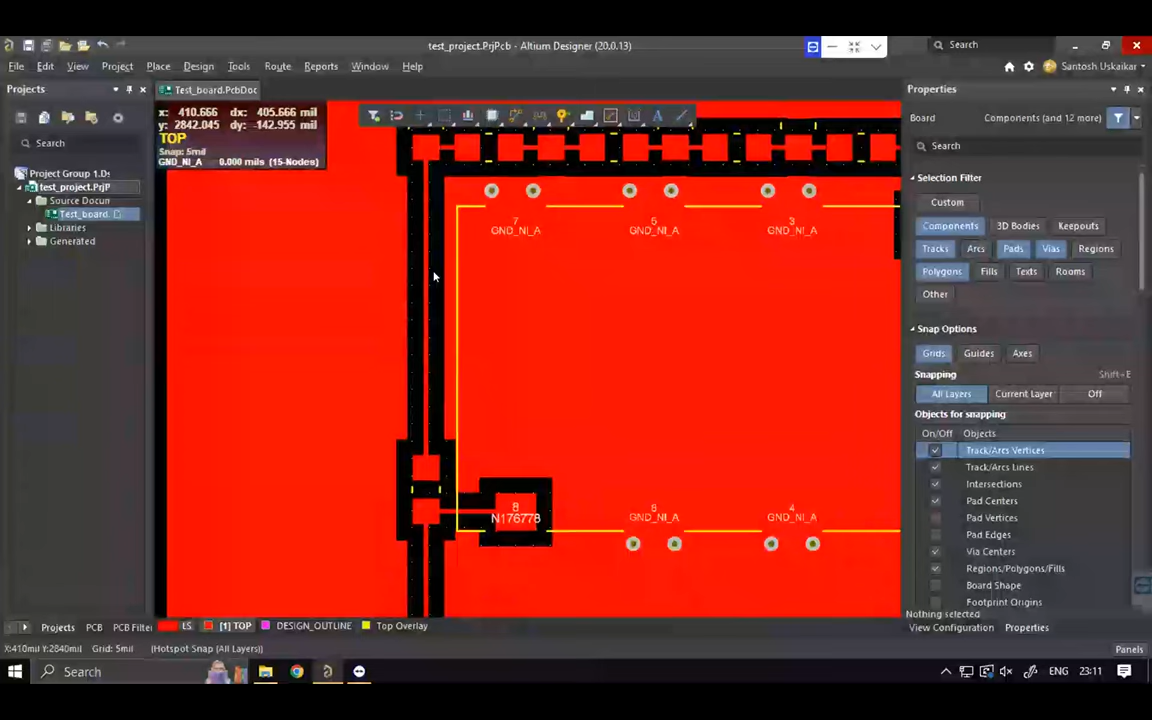 test_project.PrjPcb - Altium Designer (20.0.13)
Search
File Edit View Project Place Design Tools Route Reports Window Help
Santosh Uskaikar
Projects
Test_board.PcbDoc
Properties
x: 410.666 dx: 405.666 mil
y: 2842.045 dy: -142.955 mil
TOP
Snap: 5mil
GND_NI_A 0.000 mils (15-Nodes)
Board Components (and 12 more)
Search
Search
Project Group 1.Ds
test_project.PrjP
Source Docum
Test_board.
Libraries
Generated
7
GND_NI_A
5
GND_NI_A
3
GND_NI_A
8
N176778
6
GND_NI_A
4
GND_NI_A
Selection Filter
Custom
Components 3D Bodies Keepouts
Tracks Arcs Pads Vias Regions
Polygons Fills Texts Rooms
Other
Snap Options
Grids Guides Axes
Snapping Shift+E
All Layers Current Layer Off
Objects for snapping
On/Off Objects
Track/Arcs Vertices
Track/Arcs Lines
Intersections
Pad Centers
Pad Vertices
Pad Edges
Via Centers
Regions/Polygons/Fills
Board Shape
Footprint Origins
Nothing selected
Projects PCB PCB Filter LS [1] TOP DESIGN_OUTLINE Top Overlay
View Configuration Properties
X:410mil Y:2840mil Grid: 5mil (Hotspot Snap (All Layers))
Panels
Search
ENG 23:11